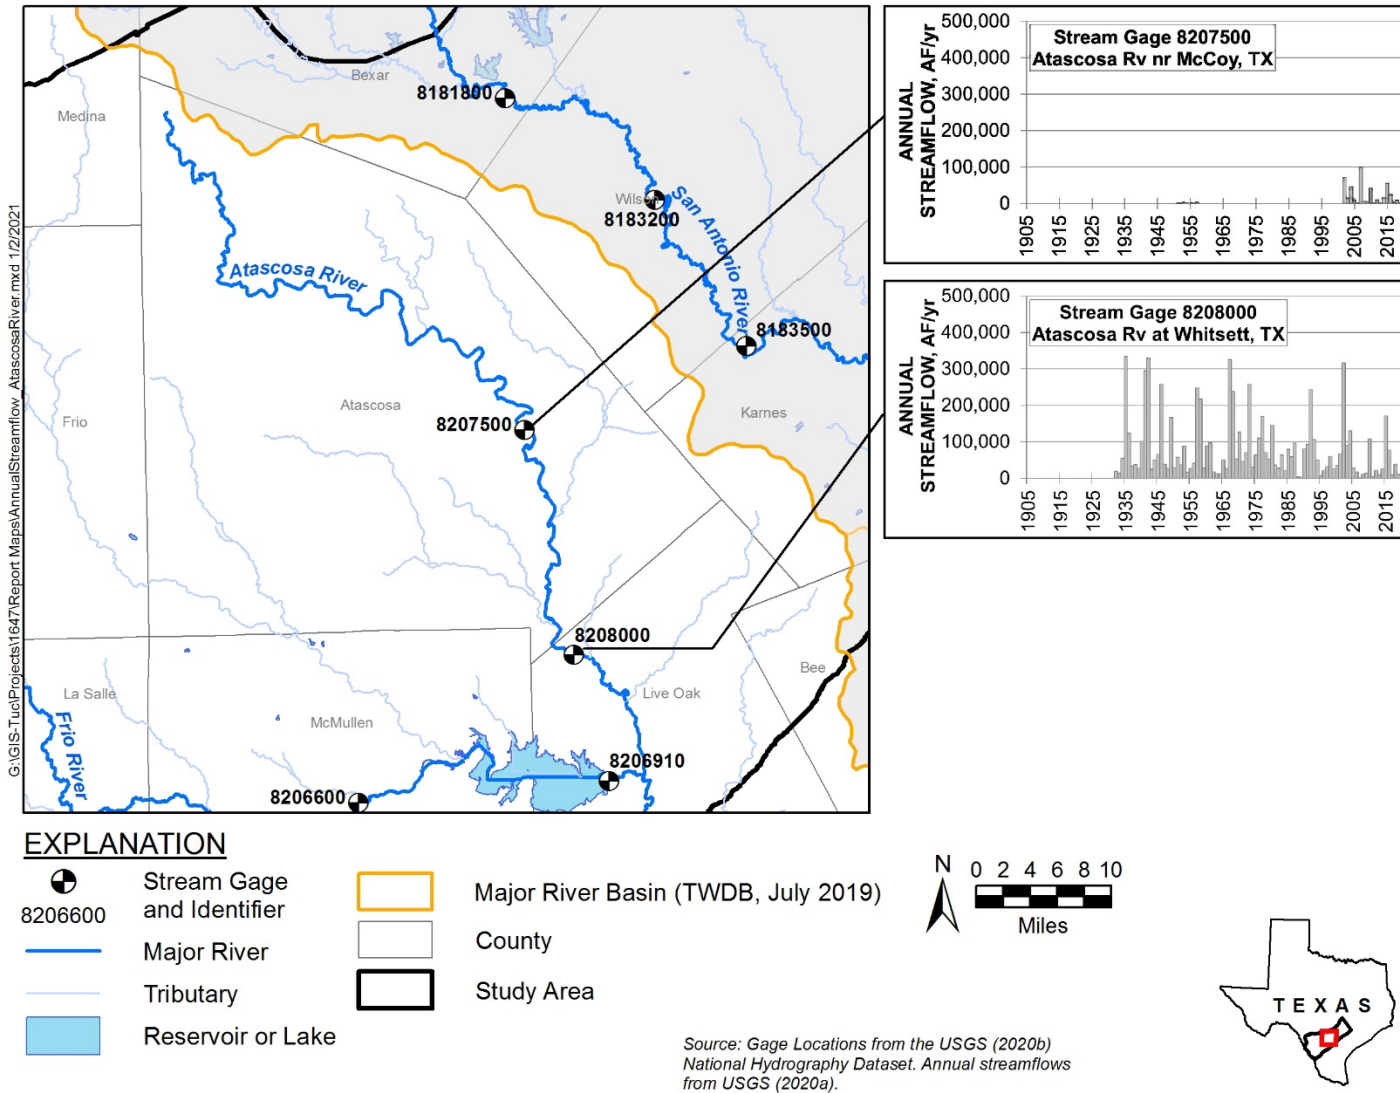 G:\GIS-Tuc\Projects\1647\Report Maps\AnnualStreamflow_AtascosaRiver.mxd 1/2/2021
Bexar
Medina
8181800
Wilson
8183200
San Antonio River
Atascosa River
8183500
Atascosa
8207500
Karnes
Frio
8208000
Bee
La Salle
Live Oak
McMullen
Frio River
8206910
8206600
500,000
400,000
300,000
200,000
100,000
0
ANNUAL
STREAMFLOW, AF/yr
Stream Gage 8207500
Atascosa Rv nr McCoy, TX
1905
1915
1925
1935
1945
1955
1965
1975
1985
1995
2005
2015
500,000
400,000
300,000
200,000
100,000
0
ANNUAL
STREAMFLOW, AF/yr
Stream Gage 8208000
Atascosa Rv at Whitsett, TX
1905
1915
1925
1935
1945
1955
1965
1975
1985
1995
2005
2015
EXPLANATION
8206600
Stream Gage
and Identifier
Major River
Tributary
Reservoir or Lake
Major River Basin (TWDB, July 2019)
County
Study Area
N
0 2 4 6 8 10
Miles
TEXAS
Source: Gage Locations from the USGS (2020b)
National Hydrography Dataset. Annual streamflows
from USGS (2020a).